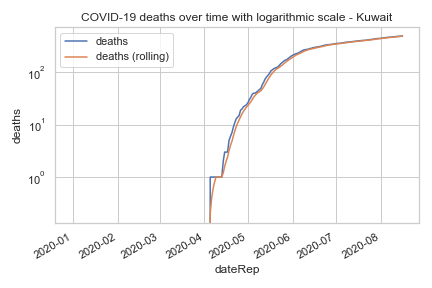 COVID-19 deaths over time with logarithmic scale - Kuwait
deaths
deaths (rolling)
10²
10¹
10⁰
deaths
2020-01
2020-02
2020-03
2020-04
2020-05
2020-06
2020-07
2020-08
dateRep